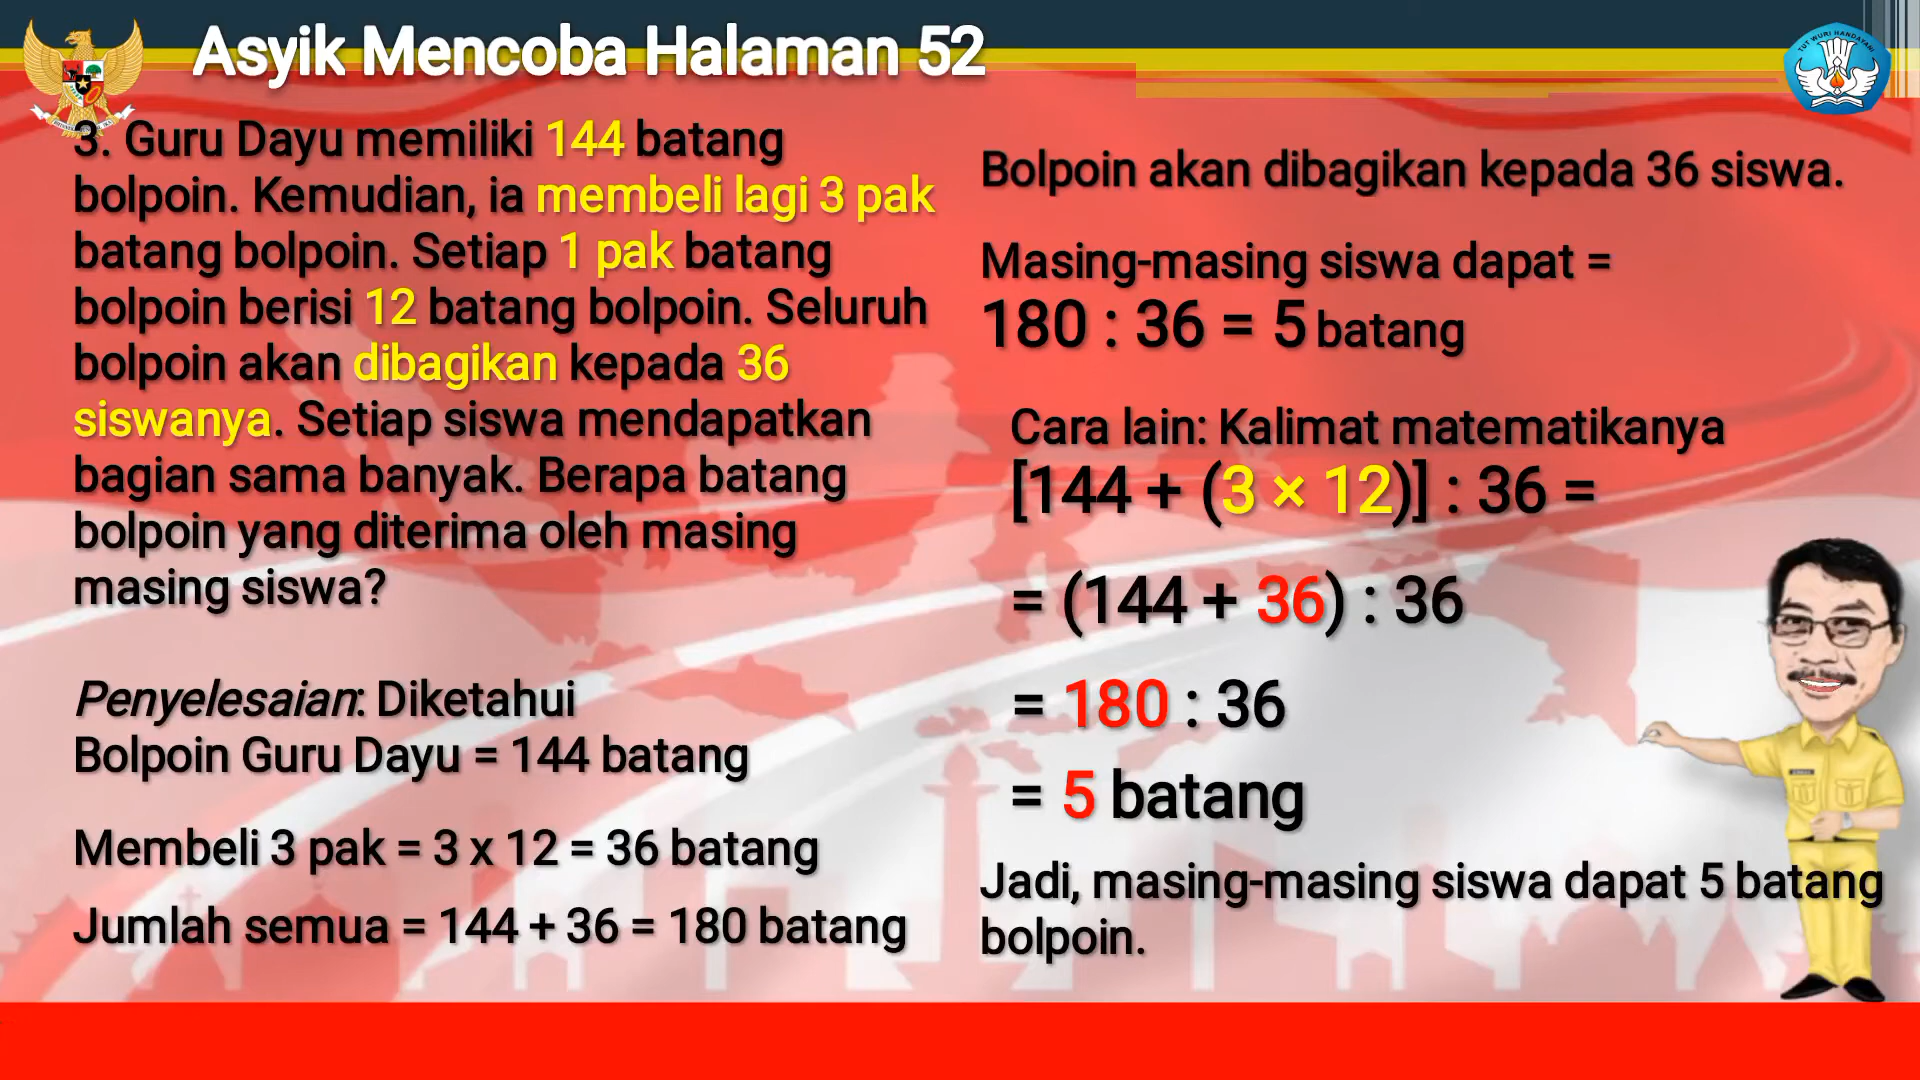 Asyik Mencoba Halaman 52
TUT WURI HANDAYANI
3. Guru Dayu memiliki 144 batang
bolpoin. Kemudian, ia membeli lagi 3 pak
batang bolpoin. Setiap 1 pak batang
bolpoin berisi 12 batang bolpoin. Seluruh
bolpoin akan dibagikan kepada 36
siswanya. Setiap siswa mendapatkan
bagian sama banyak. Berapa batang
bolpoin yang diterima oleh masing
masing siswa?
Penyelesaian: Diketahui
Bolpoin Guru Dayu = 144 batang
Membeli 3 pak = 3 x 12 = 36 batang
Jumlah semua = 144 + 36 = 180 batang
Bolpoin akan dibagikan kepada 36 siswa.
Masing-masing siswa dapat =
180 : 36 = 5 batang
Cara lain: Kalimat matematikanya
[144 + (3 × 12)] : 36 =
= (144 + 36) : 36
= 180 : 36
= 5 batang
Jadi, masing-masing siswa dapat 5 batang
bolpoin.